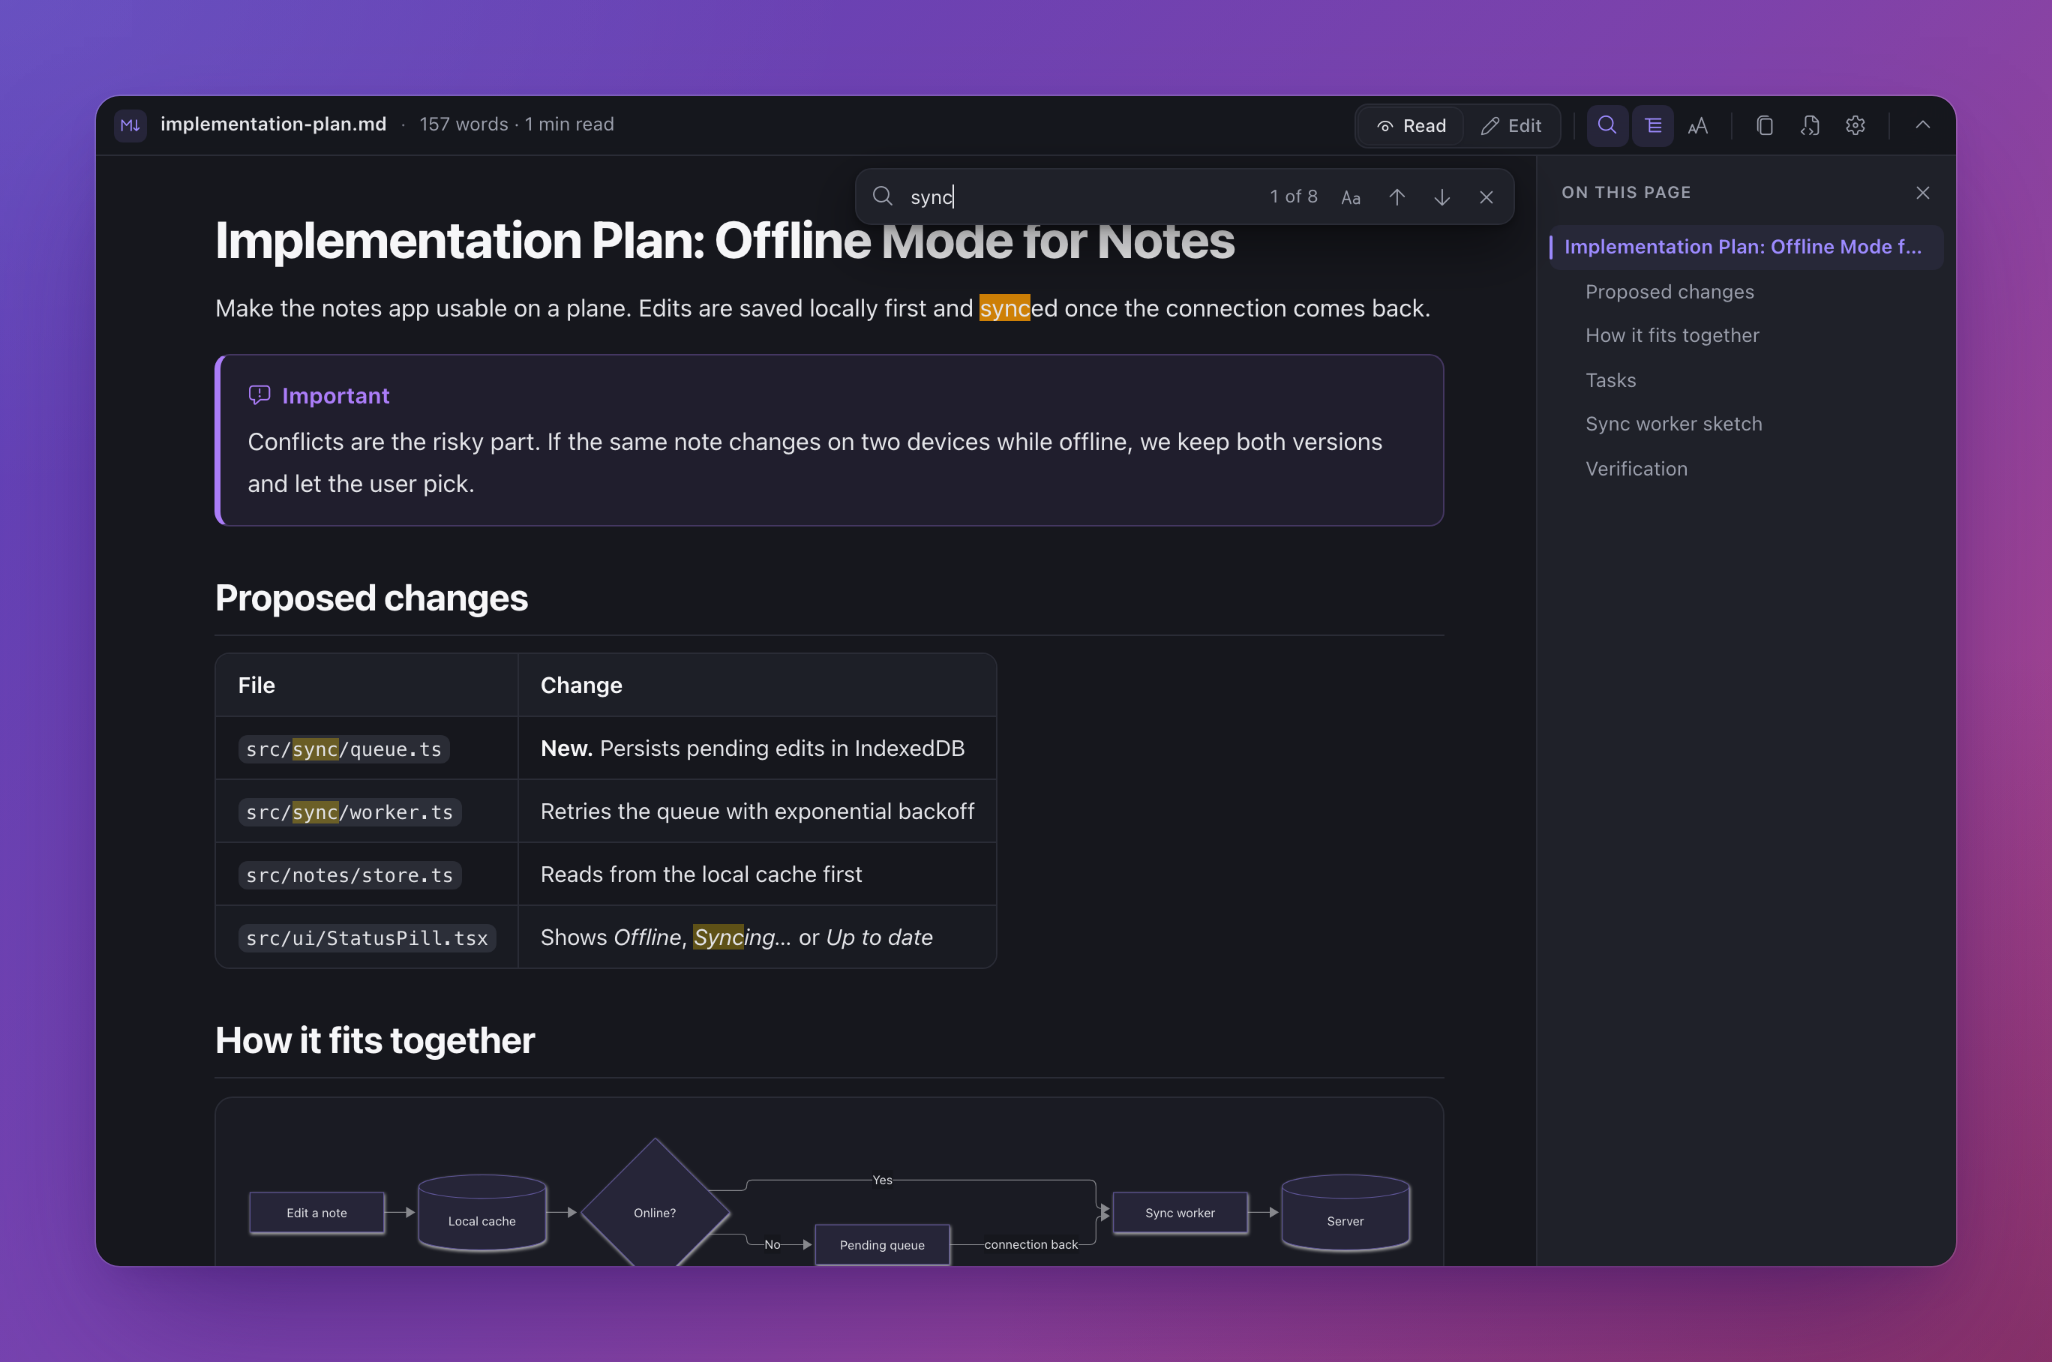 M↓ implementation-plan.md · 157 words · 1 min read
Read Edit
AA
sync 1 of 8 Aa
Implementation Plan: Offline Mode for Notes
Make the notes app usable on a plane. Edits are saved locally first and synced once the connection comes back.
Important
Conflicts are the risky part. If the same note changes on two devices while offline, we keep both versions
and let the user pick.
Proposed changes
File Change
src/sync/queue.ts New. Persists pending edits in IndexedDB
src/sync/worker.ts Retries the queue with exponential backoff
src/notes/store.ts Reads from the local cache first
src/ui/StatusPill.tsx Shows Offline, Syncing… or Up to date
How it fits together
Edit a note
Local cache
Online?
Yes
No
Pending queue
connection back
Sync worker
Server
ON THIS PAGE
Implementation Plan: Offline Mode f…
Proposed changes
How it fits together
Tasks
Sync worker sketch
Verification